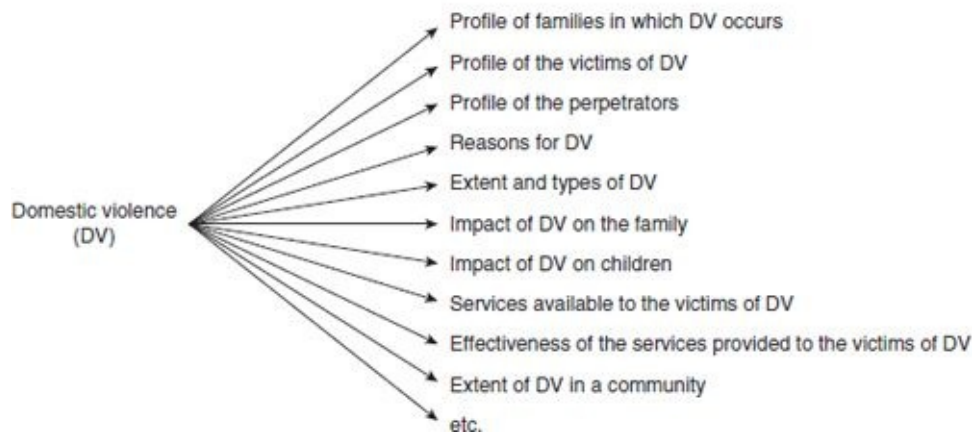 Profile of families in which DV occurs
Profile of the victims of DV
Profile of the perpetrators
Reasons for DV
Extent and types of DV
Domestic violence
(DV)
Impact of DV on the family
Impact of DV on children
Services available to the victims of DV
Effectiveness of the services provided to the victims of DV
Extent of DV in a community
etc.